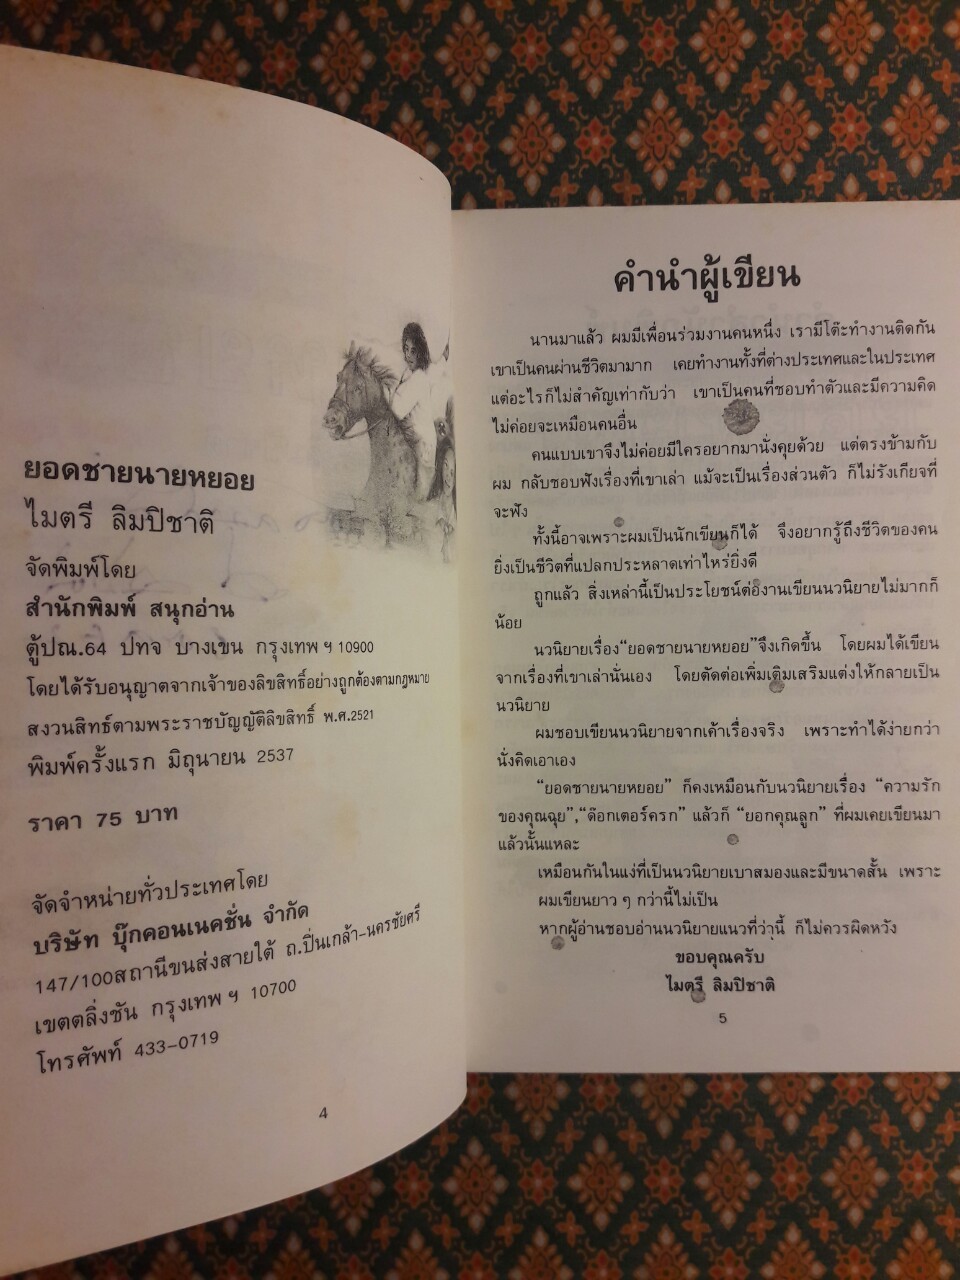 ยอดชายนายหยอย
ไมตรี ลิมปิชาติ
จัดพิมพ์โดย
สำนักพิมพ์ สนุกอ่าน
ตู้ปณ.64 ปทจ บางเขน กรุงเทพฯ 10900
โดยได้รับอนุญาตจากเจ้าของลิขสิทธิ์อย่างถูกต้องตามกฎหมาย
สงวนสิทธ์ตามพระราชบัญญัติลิขสิทธิ์ พ.ศ.2521
พิมพ์ครั้งแรก มิถุนายน 2537
ราคา 75 บาท
จัดจำหน่ายทั่วประเทศโดย
บริษัท บุ๊กคอนเนคชั่น จำกัด
147/100สถานีขนส่งสายใต้ ถ.ปิ่นเกล้า-นครชัยศรี
เขตตลิ่งชัน กรุงเทพฯ 10700
โทรศัพท์ 433-0719
4
คำนำผู้เขียน
นานมาแล้ว ผมมีเพื่อนร่วมงานคนหนึ่ง เรามีโต๊ะทำงานติดกัน
เขาเป็นคนผ่านชีวิตมามาก เคยทำงานทั้งที่ต่างประเทศและในประเทศ
แต่อะไรก็ไม่สำคัญเท่ากับว่า เขาเป็นคนที่ชอบทำตัวและมีความคิด
ไม่ค่อยจะเหมือนคนอื่น
คนแบบเขาจึงไม่ค่อยมีใครอยากมานั่งคุยด้วย แต่ตรงข้ามกับ
ผม กลับชอบฟังเรื่องที่เขาเล่า แม้จะเป็นเรื่องส่วนตัว ก็ไม่รังเกียจที่
จะฟัง
ทั้งนี้อาจเพราะผมเป็นนักเขียนก็ได้ จึงอยากรู้ถึงชีวิตของคน
ยิ่งเป็นชีวิตที่แปลกประหลาดเท่าไหร่ยิ่งดี
ถูกแล้ว สิ่งเหล่านี้เป็นประโยชน์ต่องานเขียนนวนิยายไม่มากก็
น้อย
นวนิยายเรื่อง“ยอดชายนายหยอย”จึงเกิดขึ้น โดยผมได้เขียน
จากเรื่องที่เขาเล่านั่นเอง โดยตัดต่อเพิ่มเติมเสริมแต่งให้กลายเป็น
นวนิยาย
ผมชอบเขียนนวนิยายจากเค้าเรื่องจริง เพราะทำได้ง่ายกว่า
นั่งคิดเอาเอง
“ยอดชายนายหยอย” ก็คงเหมือนกับนวนิยายเรื่อง “ความรัก
ของคุณฉุย”,“ด๊อกเตอร์ครก” แล้วก็ “ยอกคุณลูก” ที่ผมเคยเขียนมา
แล้วนั้นแหละ
เหมือนกันในแง่ที่เป็นนวนิยายเบาสมองและมีขนาดสั้น เพราะ
ผมเขียนยาว ๆ กว่านี้ไม่เป็น
หากผู้อ่านชอบอ่านนวนิยายแนวที่ว่านี้ ก็ไม่ควรผิดหวัง
ขอบคุณครับ
ไมตรี ลิมปิชาติ
5